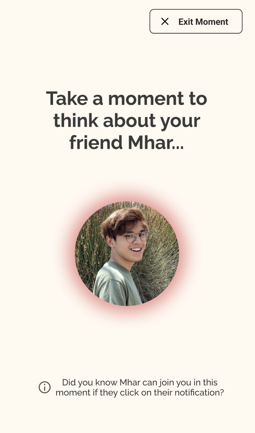 Exit Moment
Take a moment to
think about your
friend Mhar...
Did you know Mhar can join you in this
moment if they click on their notification?